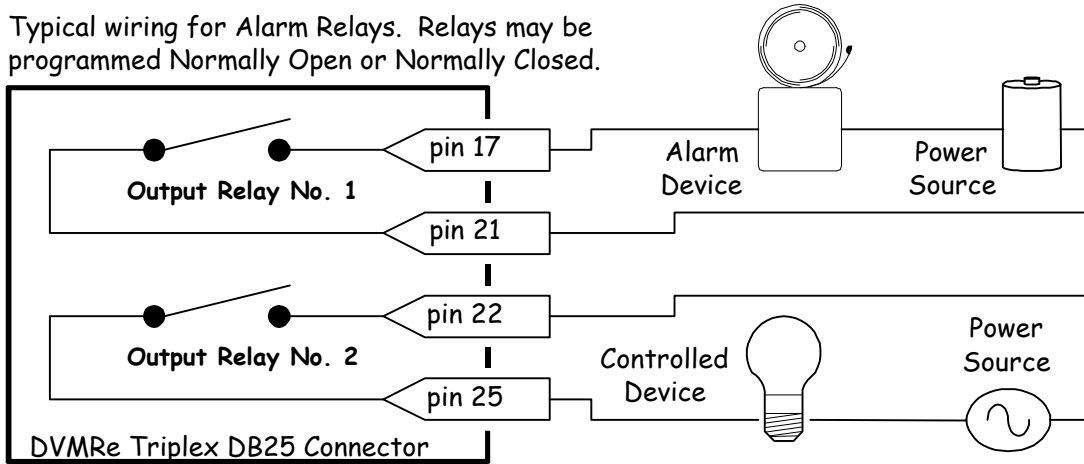 Typical wiring for Alarm Relays. Relays may be
programmed Normally Open or Normally Closed.
pin 17
Output Relay No. 1
Alarm
Device
Power
Source
pin 21
pin 22
Output Relay No. 2
Controlled
Device
Power
Source
pin 25
DVMRe Triplex DB25 Connector